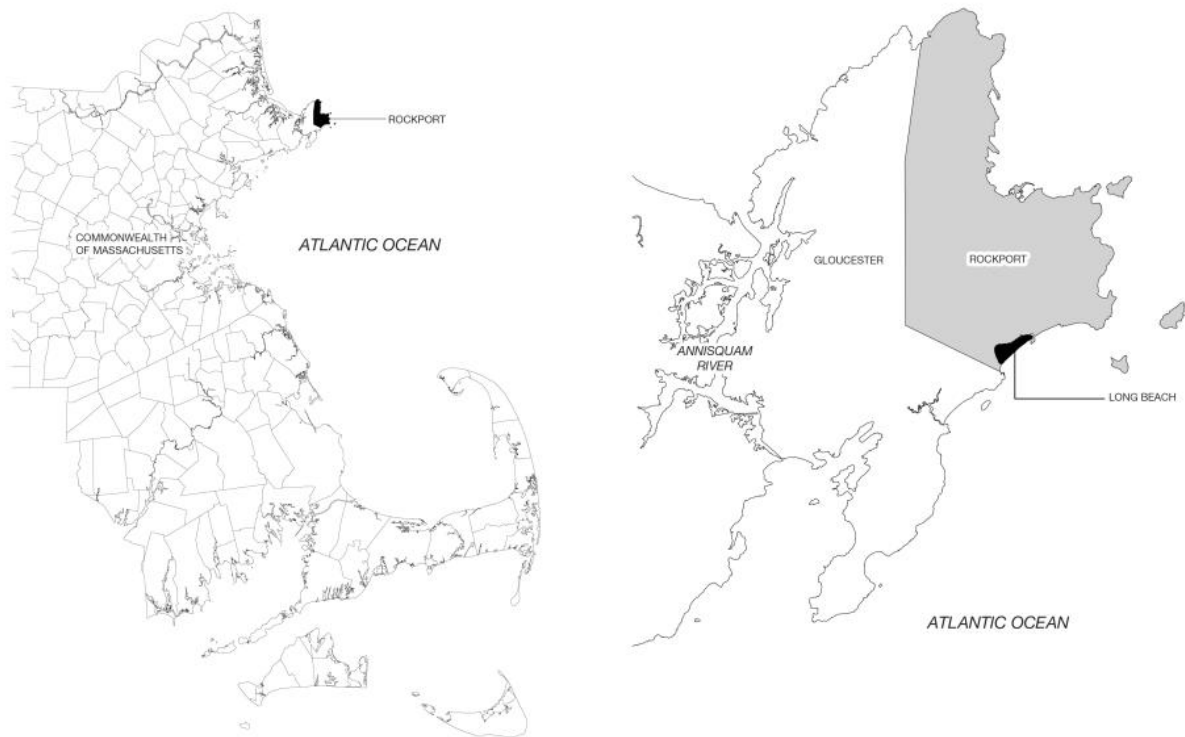 ROCKPORT
COMMONWEALTH
OF MASSACHUSETTS
ATLANTIC OCEAN
GLOUCESTER
ROCKPORT
ANNISQUAM
RIVER
LONG BEACH
ATLANTIC OCEAN